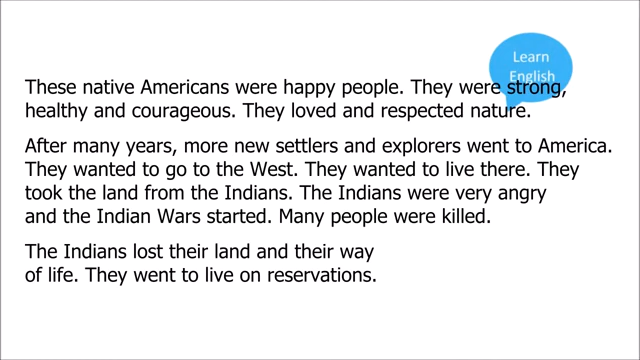 Learn
English
These native Americans were happy people. They were strong,
healthy and courageous. They loved and respected nature.
After many years, more new settlers and explorers went to America.
They wanted to go to the West. They wanted to live there. They
took the land from the Indians. The Indians were very angry
and the Indian Wars started. Many people were killed.
The Indians lost their land and their way
of life. They went to live on reservations.